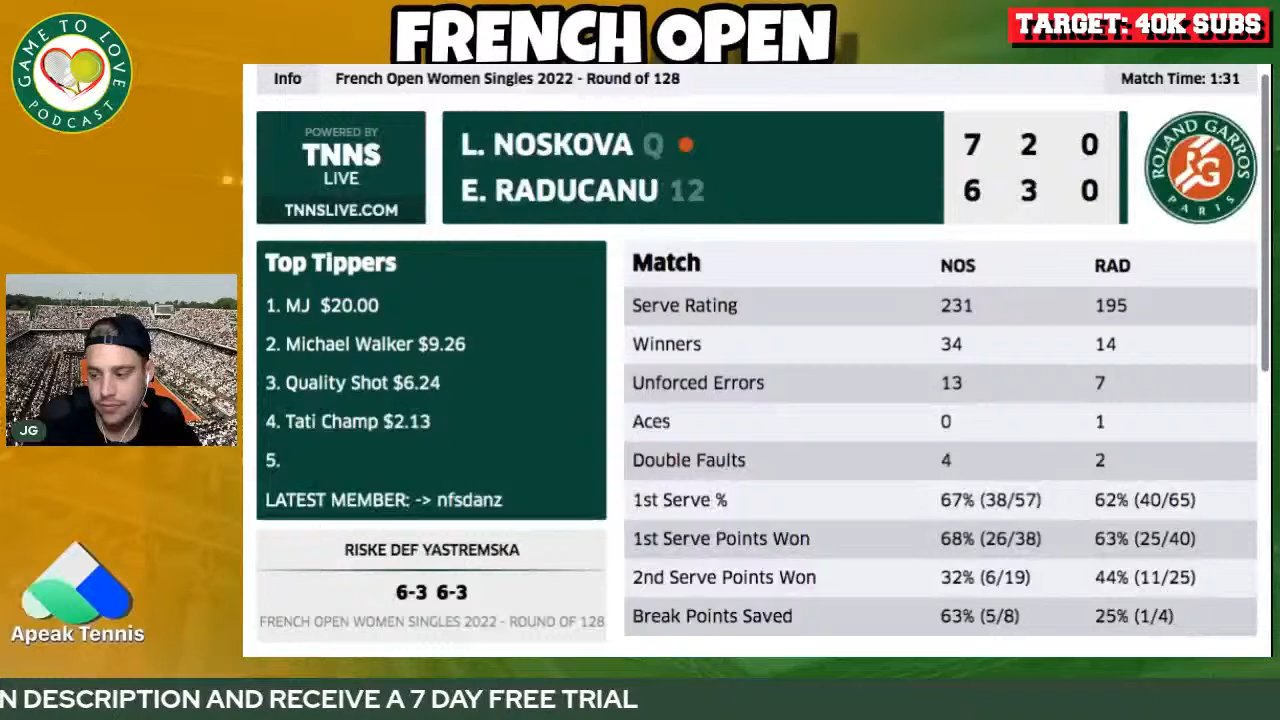 FRENCH OPEN
TARGET: 40K SUBS
GAME TO LOVE
PODCAST
Info French Open Women Singles 2022 - Round of 128 Match Time: 1:31
POWERED BY
TNNS
LIVE
TNNSLIVE.COM
L. NOSKOVA Q 7 2 0
E. RADUCANU 12 6 3 0
ROLAND GARROS
PARIS
Top Tippers
1. MJ $20.00
2. Michael Walker $9.26
3. Quality Shot $6.24
4. Tati Champ $2.13
5.
LATEST MEMBER: -> nfsdanz
RISKE DEF YASTREMSKA
6-3 6-3
FRENCH OPEN WOMEN SINGLES 2022 - ROUND OF 128
Match NOS RAD
Serve Rating 231 195
Winners 34 14
Unforced Errors 13 7
Aces 0 1
Double Faults 4 2
1st Serve % 67% (38/57) 62% (40/65)
1st Serve Points Won 68% (26/38) 63% (25/40)
2nd Serve Points Won 32% (6/19) 44% (11/25)
Break Points Saved 63% (5/8) 25% (1/4)
JG
Apeak Tennis
N DESCRIPTION AND RECEIVE A 7 DAY FREE TRIAL